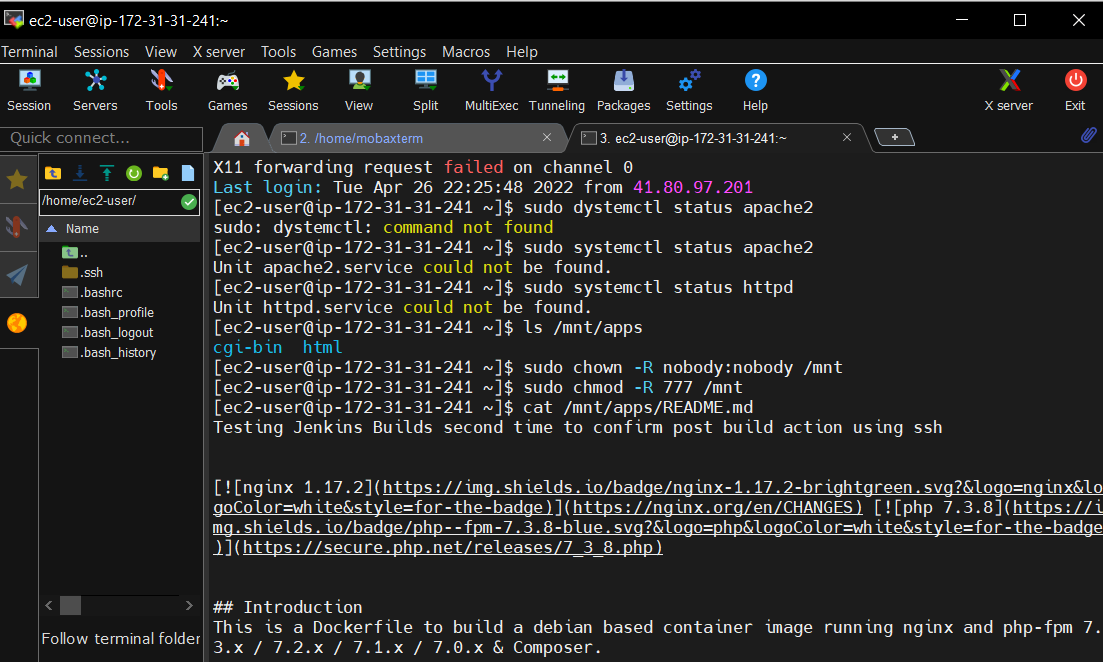 ec2-user@ip-172-31-31-241:~
Terminal Sessions View X server Tools Games Settings Macros Help
Session Servers Tools Games Sessions View Split MultiExec Tunneling Packages Settings Help X server Exit
Quick connect...
2. /home/mobaxterm
3. ec2-user@ip-172-31-31-241:~
/home/ec2-user/
Name
..
.ssh
.bashrc
.bash_profile
.bash_logout
.bash_history
Follow terminal folder
X11 forwarding request failed on channel 0
Last login: Tue Apr 26 22:25:48 2022 from 41.80.97.201
[ec2-user@ip-172-31-31-241 ~]$ sudo dystemctl status apache2
sudo: dystemctl: command not found
[ec2-user@ip-172-31-31-241 ~]$ sudo systemctl status apache2
Unit apache2.service could not be found.
[ec2-user@ip-172-31-31-241 ~]$ sudo systemctl status httpd
Unit httpd.service could not be found.
[ec2-user@ip-172-31-31-241 ~]$ ls /mnt/apps
cgi-bin  html
[ec2-user@ip-172-31-31-241 ~]$ sudo chown -R nobody:nobody /mnt
[ec2-user@ip-172-31-31-241 ~]$ sudo chmod -R 777 /mnt
[ec2-user@ip-172-31-31-241 ~]$ cat /mnt/apps/README.md
Testing Jenkins Builds second time to confirm post build action using ssh
[![nginx 1.17.2](https://img.shields.io/badge/nginx-1.17.2-brightgreen.svg?&logo=nginx&lo
goColor=white&style=for-the-badge)](https://nginx.org/en/CHANGES) [![php 7.3.8](https://i
mg.shields.io/badge/php--fpm-7.3.8-blue.svg?&logo=php&logoColor=white&style=for-the-badge
)](https://secure.php.net/releases/7_3_8.php)
## Introduction
This is a Dockerfile to build a debian based container image running nginx and php-fpm 7.
3.x / 7.2.x / 7.1.x / 7.0.x & Composer.